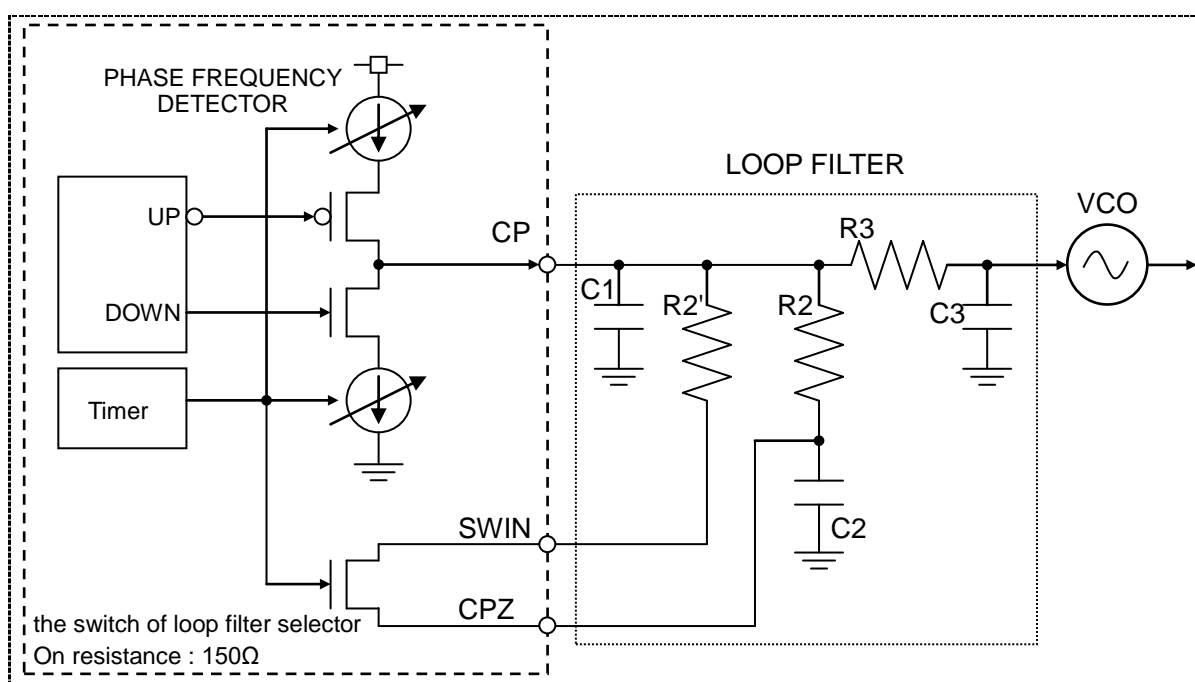 PHASE FREQUENCY
DETECTOR
LOOP FILTER
VCO
UP
CP
R3
C1
R2'
R2
C3
DOWN
Timer
SWIN
C2
CPZ
the switch of loop filter selector
On resistance : 150Ω